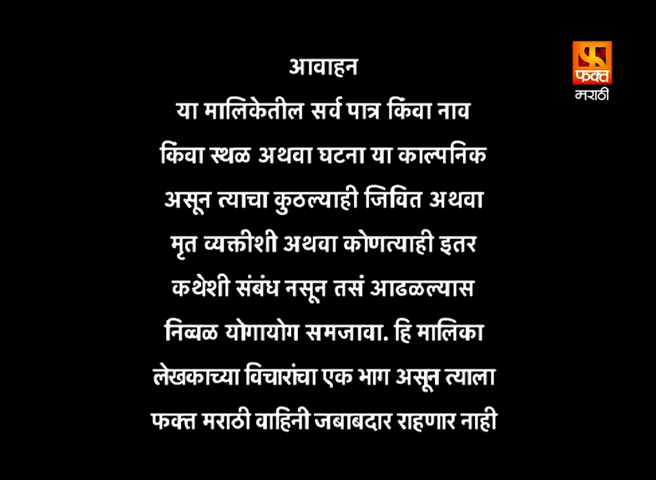 आवाहन
या मालिकेतील सर्व पात्र किंवा नाव
किंवा स्थळ अथवा घटना या काल्पनिक
असून त्याचा कुठल्याही जिवित अथवा
मृत व्यक्तीशी अथवा कोणत्याही इतर
कथेशी संबंध नसून तसं आढळल्यास
निव्वळ योगायोग समजावा. हि मालिका
लेखकाच्या विचारांचा एक भाग असून त्याला
फक्त मराठी वाहिनी जबाबदार राहणार नाही
फक्त
मराठी